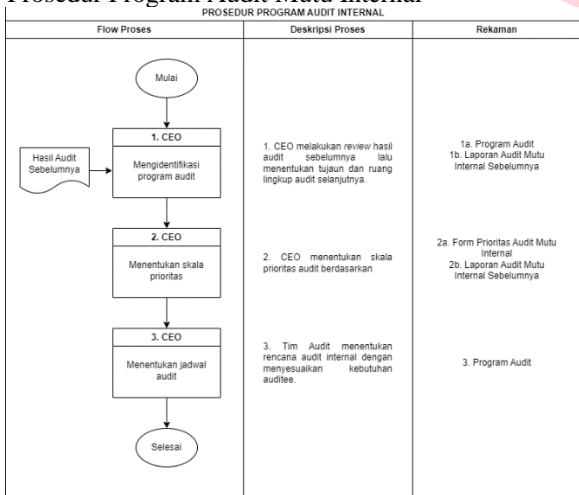 Prosedur Program Audit Mutu Internal
PROSEDUR PROGRAM AUDIT INTERNAL
Flow Proses
Deskripsi Proses
Rekaman
Mulai
Hasil Audit
Sebelumnya
1. CEO
Mengidentifikasi
program audit
1. CEO melakukan review hasil
audit sebelumnya lalu
menentukan tujaun dan ruang
lingkup audit selanjutnya.
1a. Program Audit
1b. Laporan Audit Mutu
Internal Sebelumnya
2. CEO
Menentukan skala
prioritas
2. CEO menentukan skala
prioritas audit berdasarkan
2a. Form Prioritas Audit Mutu
Internal
2b. Laporan Audit Mutu
Internal Sebelumnya
3. CEO
Menentukan jadwal
audit
3. Tim Audit menentukan
rencana audit internal dengan
menyesuaikan kebutuhan
auditee.
3. Program Audit
Selesai